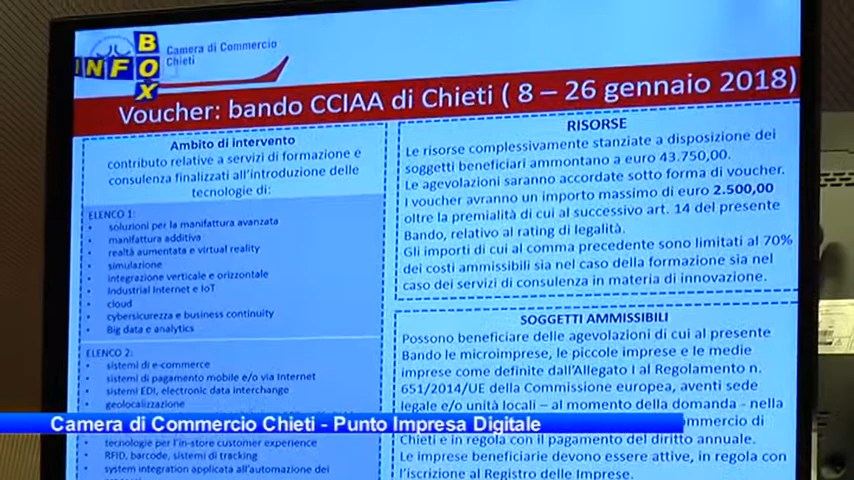 INFO BOX
Camera di Commercio
Chieti
Voucher: bando CCIAA di Chieti ( 8 – 26 gennaio 2018)
Ambito di intervento
contributo relative a servizi di formazione e
consulenza finalizzati all'introduzione delle
tecnologie di:
ELENCO 1:
• soluzioni per la manifattura avanzata
• manifattura additiva
• realtà aumentata e virtual reality
• simulazione
• integrazione verticale e orizzontale
• Industrial Internet e IoT
• cloud
• cybersicurezza e business continuity
• Big data e analytics
ELENCO 2:
• sistemi di e-commerce
• sistemi di pagamento mobile e/o via Internet
• sistemi EDI, electronic data interchange
• geolocalizzazione
• tecnologie per l'in-store customer experience
• RFID, barcode, sistemi di tracking
• system integration applicata all'automazione dei
RISORSE
Le risorse complessivamente stanziate a disposizione dei
soggetti beneficiari ammontano a euro 43.750,00.
Le agevolazioni saranno accordate sotto forma di voucher.
I voucher avranno un importo massimo di euro 2.500,00
oltre la premialità di cui al successivo art. 14 del presente
Bando, relativo al rating di legalità.
Gli importi di cui al comma precedente sono limitati al 70%
dei costi ammissibili sia nel caso della formazione sia nel
caso dei servizi di consulenza in materia di innovazione.
SOGGETTI AMMISSIBILI
Possono beneficiare delle agevolazioni di cui al presente
Bando le microimprese, le piccole imprese e le medie
imprese come definite dall'Allegato I al Regolamento n.
651/2014/UE della Commissione europea, aventi sede
legale e/o unità locali – al momento della domanda - nella
commercio di
Chieti e in regola con il pagamento del diritto annuale.
Le imprese beneficiarie devono essere attive, in regola con
l'iscrizione al Registro delle Imprese.
Camera di Commercio Chieti - Punto Impresa Digitale